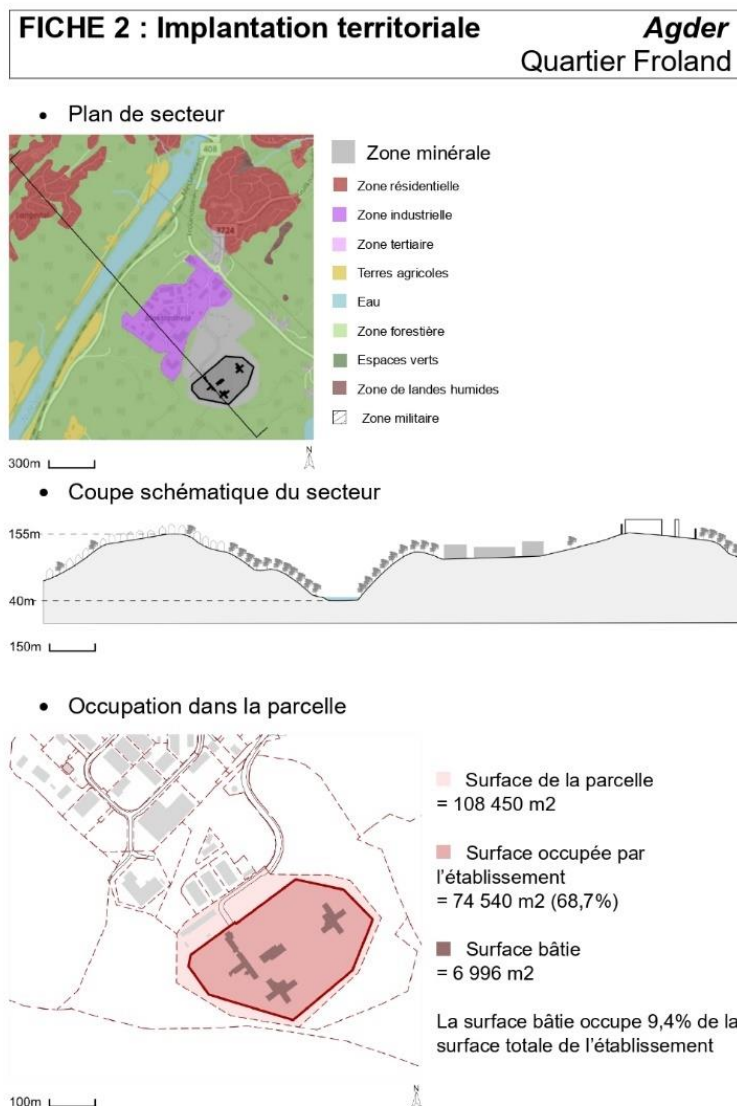 FICHE 2 : Implantation territoriale
Agder
Quartier Froland
• Plan de secteur
408
Zone minérale
Zone résidentielle
Zone industrielle
Zone tertiaire
Terres agricoles
Eau
Zone forestière
Espaces verts
Zone de landes humides
Zone militaire
300m
N
• Coupe schématique du secteur
155m
40m
150m
• Occupation dans la parcelle
Surface de la parcelle
= 108 450 m2
Surface occupée par
l'établissement
= 74 540 m2 (68,7%)
Surface bâtie
= 6 996 m2
La surface bâtie occupe 9,4% de la
surface totale de l'établissement
100m
N